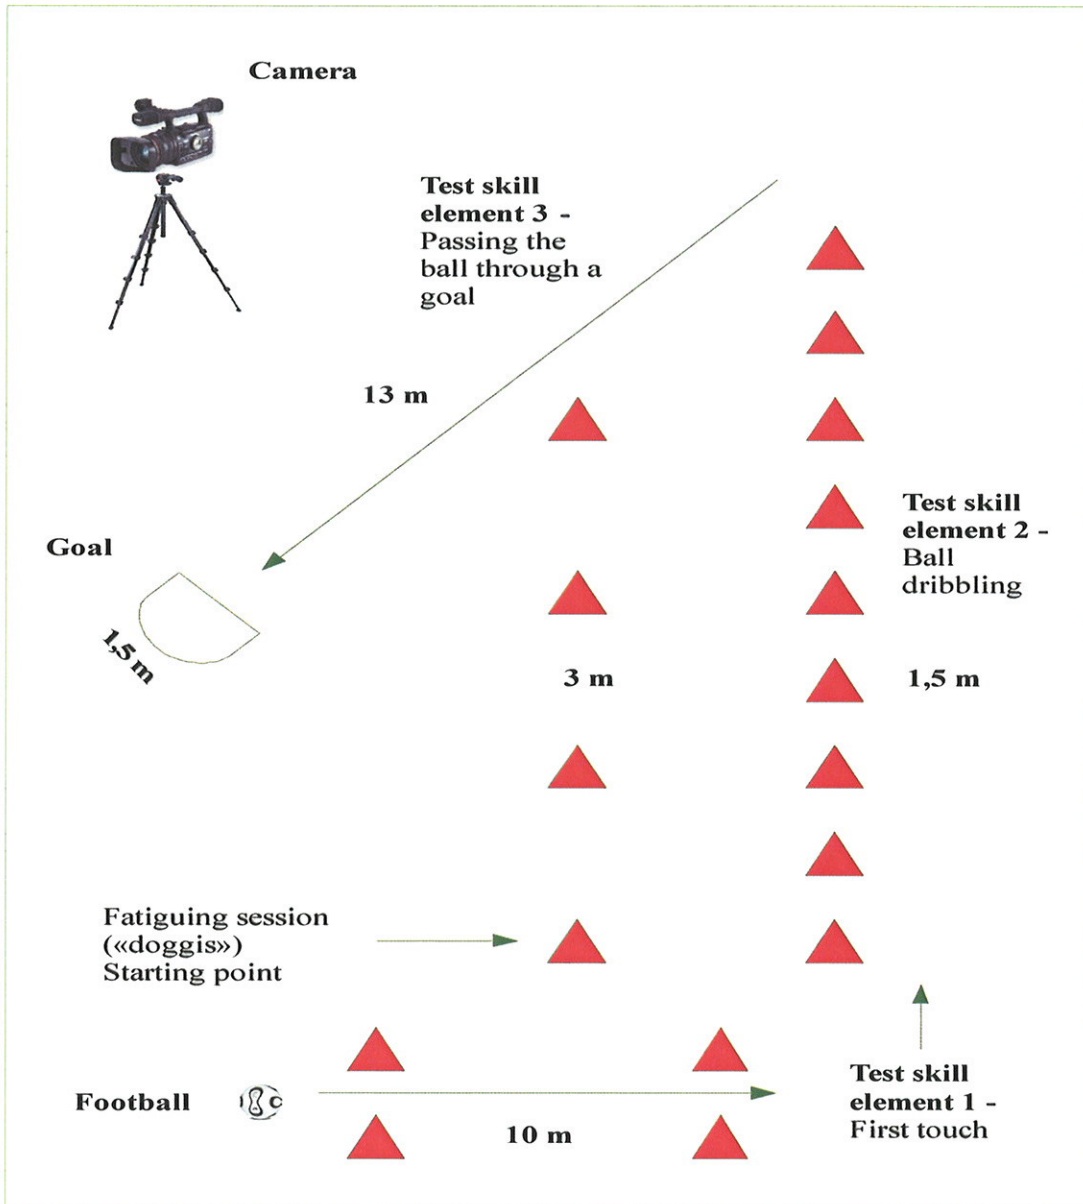 Camera
Test skill
element 3 -
Passing the
ball through a
goal
13 m
Goal
1,5 m
Test skill
element 2 -
Ball
dribbling
3 m
1,5 m
Fatiguing session
(«doggis»)
Starting point
Football
10 m
Test skill
element 1 -
First touch